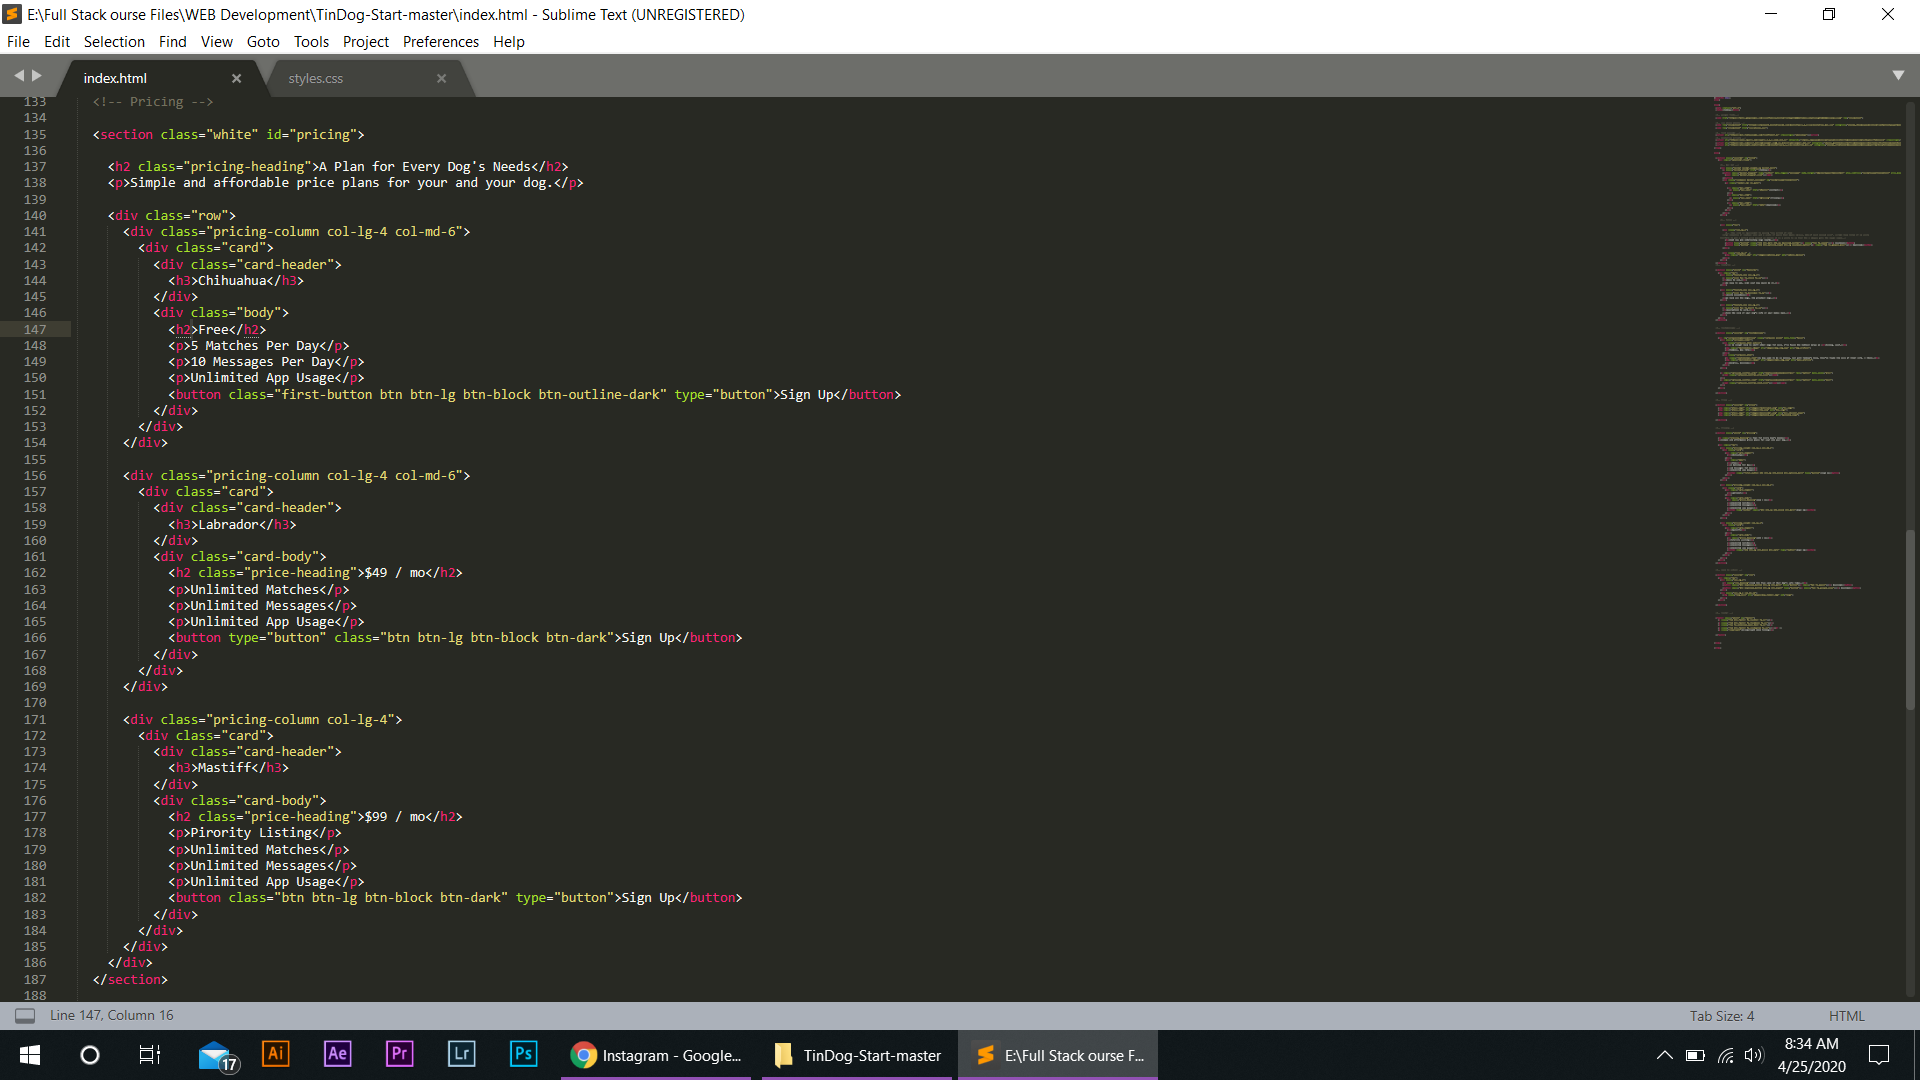 E:\Full Stack ourse Files\WEB Development\TinDog-Start-master\index.html - Sublime Text (UNREGISTERED)
File Edit Selection Find View Goto Tools Project Preferences Help
index.html styles.css
133 <!-- Pricing -->
134
135 <section class="white" id="pricing">
136
137 <h2 class="pricing-heading">A Plan for Every Dog's Needs</h2>
138 <p>Simple and affordable price plans for your and your dog.</p>
139
140 <div class="row">
141 <div class="pricing-column col-lg-4 col-md-6">
142 <div class="card">
143 <div class="card-header">
144 <h3>Chihuahua</h3>
145 </div>
146 <div class="body">
147 <h2>Free</h2>
148 <p>5 Matches Per Day</p>
149 <p>10 Messages Per Day</p>
150 <p>Unlimited App Usage</p>
151 <button class="first-button btn btn-lg btn-block btn-outline-dark" type="button">Sign Up</button>
152 </div>
153 </div>
154 </div>
155
156 <div class="pricing-column col-lg-4 col-md-6">
157 <div class="card">
158 <div class="card-header">
159 <h3>Labrador</h3>
160 </div>
161 <div class="card-body">
162 <h2 class="price-heading">$49 / mo</h2>
163 <p>Unlimited Matches</p>
164 <p>Unlimited Messages</p>
165 <p>Unlimited App Usage</p>
166 <button type="button" class="btn btn-lg btn-block btn-dark">Sign Up</button>
167 </div>
168 </div>
169 </div>
170
171 <div class="pricing-column col-lg-4">
172 <div class="card">
173 <div class="card-header">
174 <h3>Mastiff</h3>
175 </div>
176 <div class="card-body">
177 <h2 class="price-heading">$99 / mo</h2>
178 <p>Pirority Listing</p>
179 <p>Unlimited Matches</p>
180 <p>Unlimited Messages</p>
181 <p>Unlimited App Usage</p>
182 <button class="btn btn-lg btn-block btn-dark" type="button">Sign Up</button>
183 </div>
184 </div>
185 </div>
186 </div>
187 </section>
188
Line 147, Column 16 Tab Size: 4 HTML
17 Ai Ae Pr Lr Ps Instagram - Google... TinDog-Start-master E:\Full Stack ourse F... 8:34 AM
4/25/2020